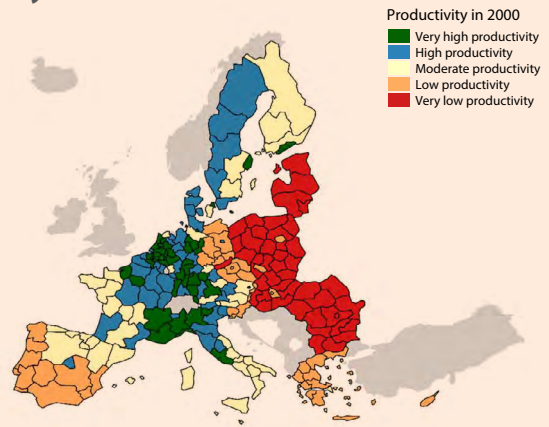 Productivity in 2000
Very high productivity
High productivity
Moderate productivity
Low productivity
Very low productivity